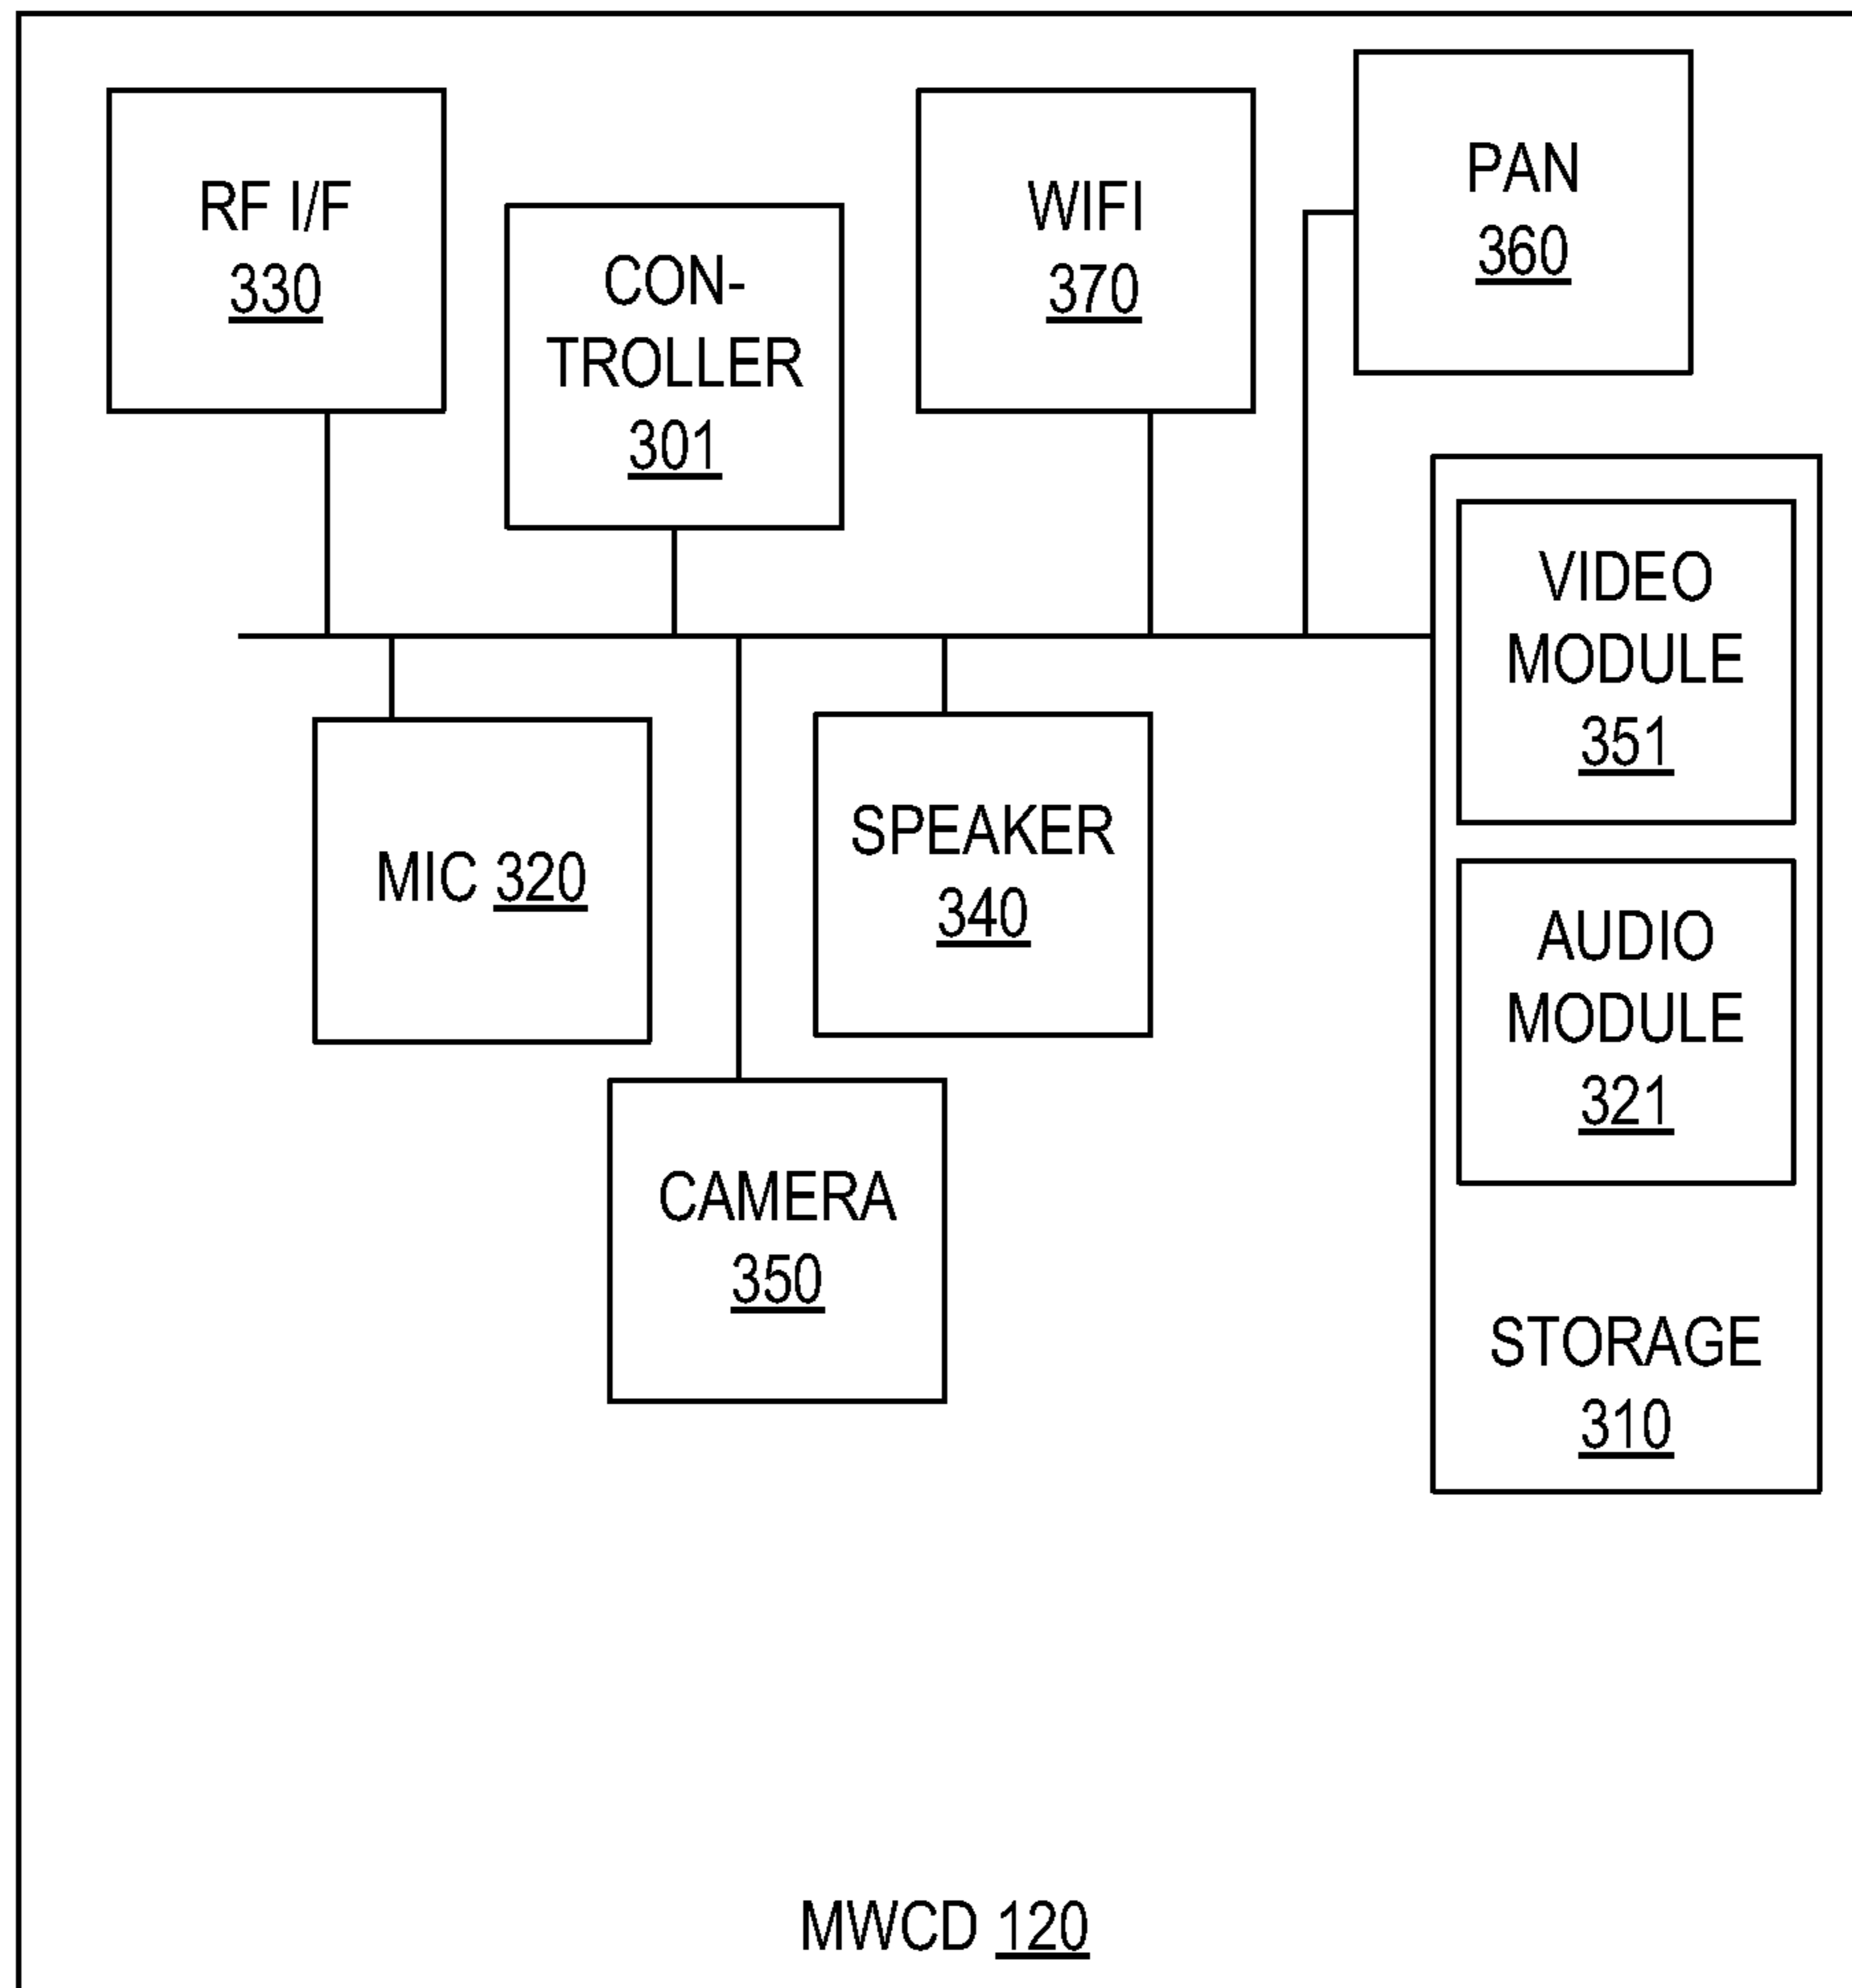 RF I/F
330
CON-
TROLLER
301
WIFI
370
PAN
360
VIDEO
MODULE
351
MIC 320
SPEAKER
340
AUDIO
MODULE
321
CAMERA
350
STORAGE
310
MWCD 120